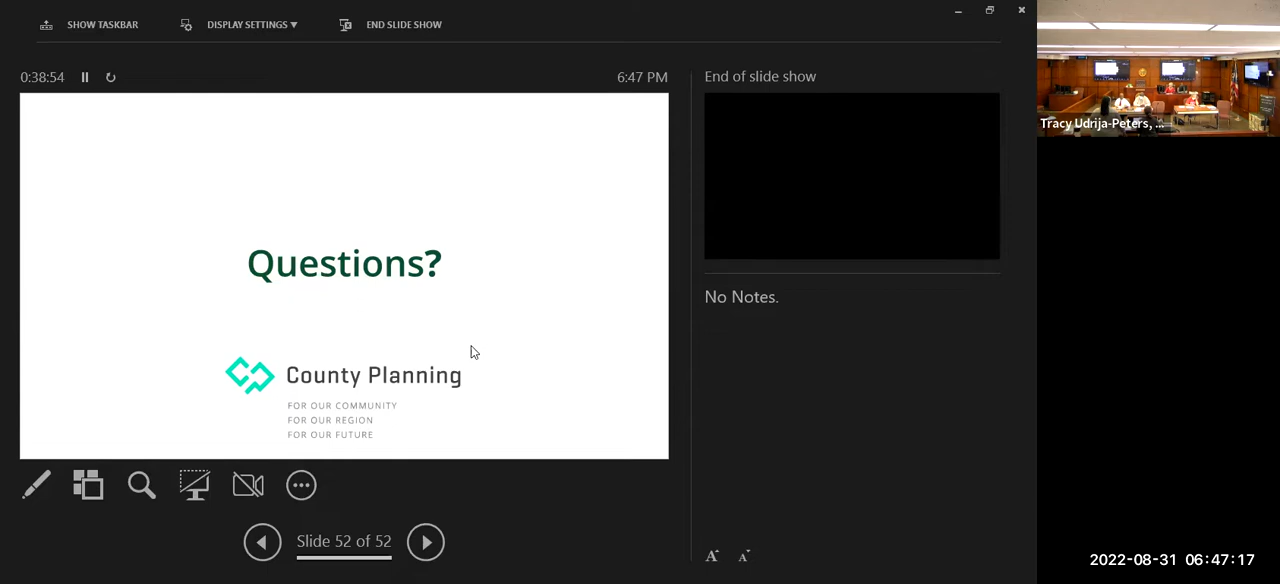 SHOW TASKBAR
DISPLAY SETTINGS ▼
END SLIDE SHOW
0:38:54
6:47 PM
End of slide show
Questions?
County Planning
FOR OUR COMMUNITY
FOR OUR REGION
FOR OUR FUTURE
No Notes.
Slide 52 of 52
A A
Tracy Udrija-Peters, ...
2022-08-31 06:47:17